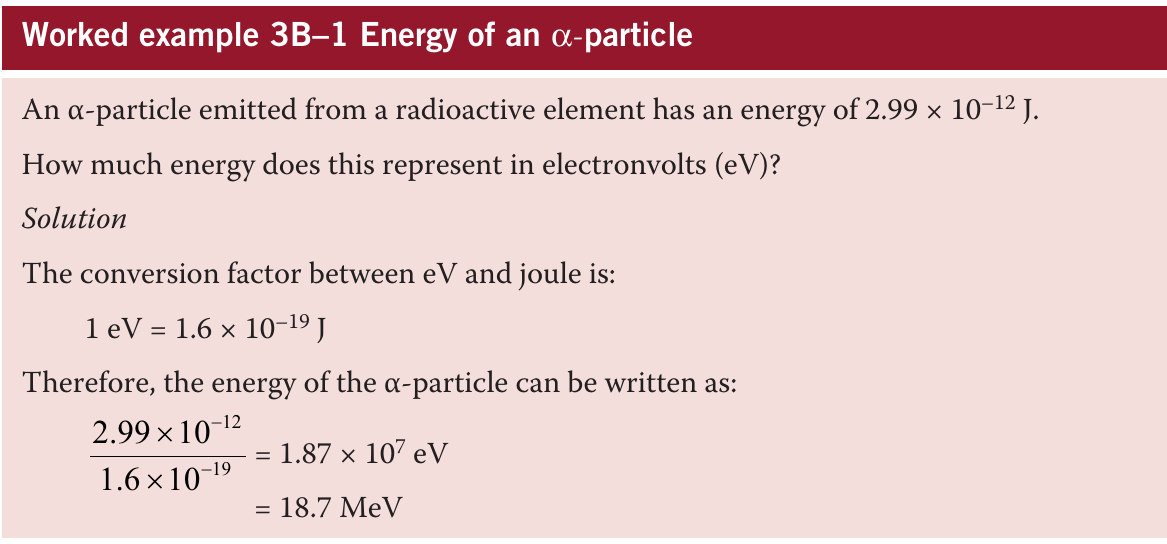 Worked example 3B–1 Energy of an α-particle
An α-particle emitted from a radioactive element has an energy of 2.99 × 10⁻¹² J.
How much energy does this represent in electronvolts (eV)?
Solution
The conversion factor between eV and joule is:
1 eV = 1.6 × 10⁻¹⁹ J
Therefore, the energy of the α-particle can be written as:
2.99×10⁻¹²
1.6×10⁻¹⁹ = 1.87 × 10⁷ eV
= 18.7 MeV